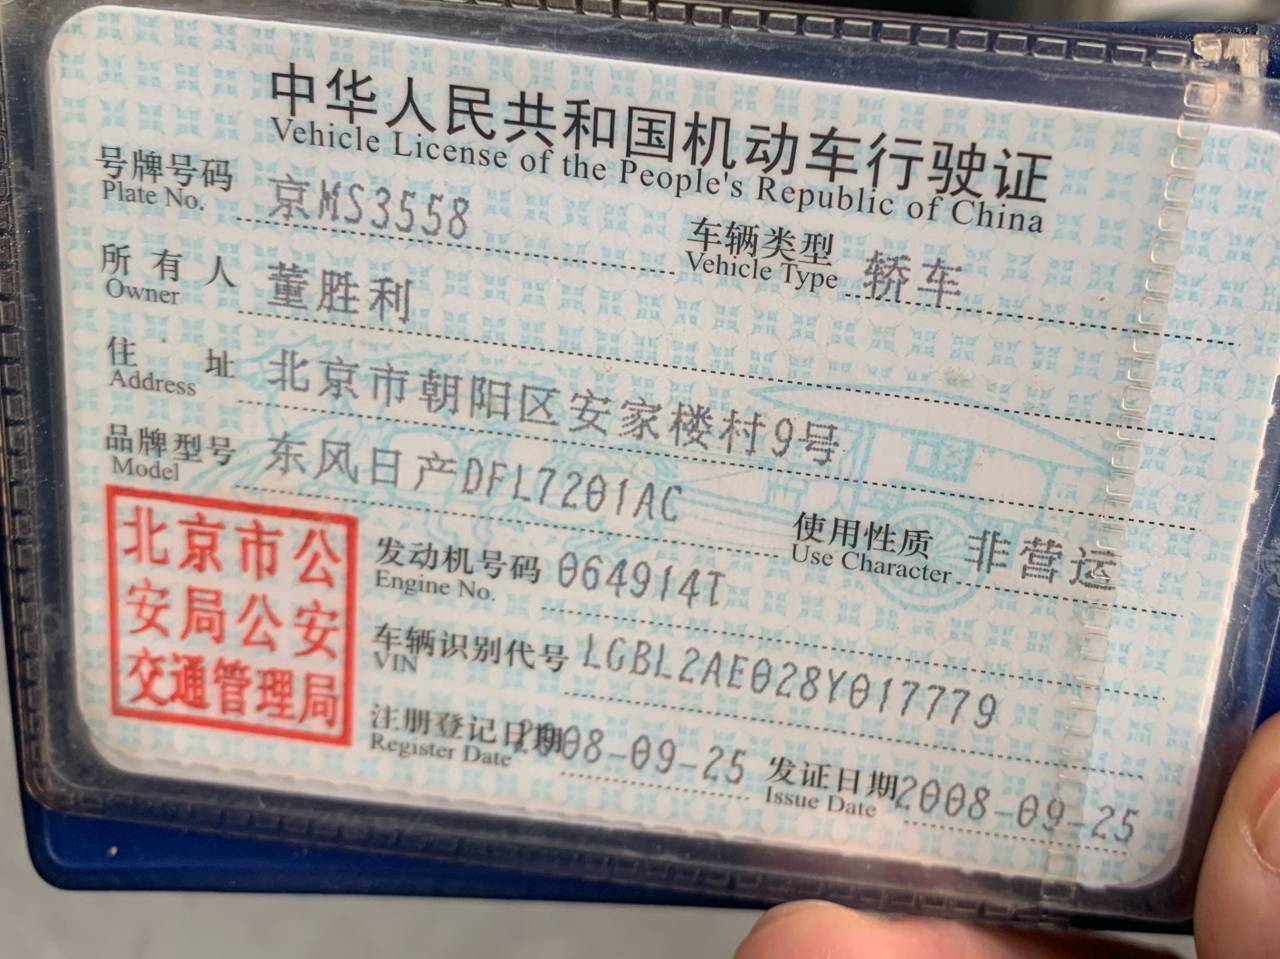 中华人民共和国机动车行驶证
Vehicle License of the People's Republic of China
号牌号码 京MS3558
Plate No.
车辆类型 轿车
Vehicle Type
所有人 董胜利
Owner
住址 北京市朝阳区安家楼村9号
Address
品牌型号 东风日产DFL7201AC
Model
使用性质 非营运
Use Character
北京市公
安局公安
交通管理局
发动机号码 064914T
Engine No.
车辆识别代号 LGBL2AE028Y017779
VIN
注册登记日期 2008-09-25
Register Date
发证日期 2008-09-25
Issue Date